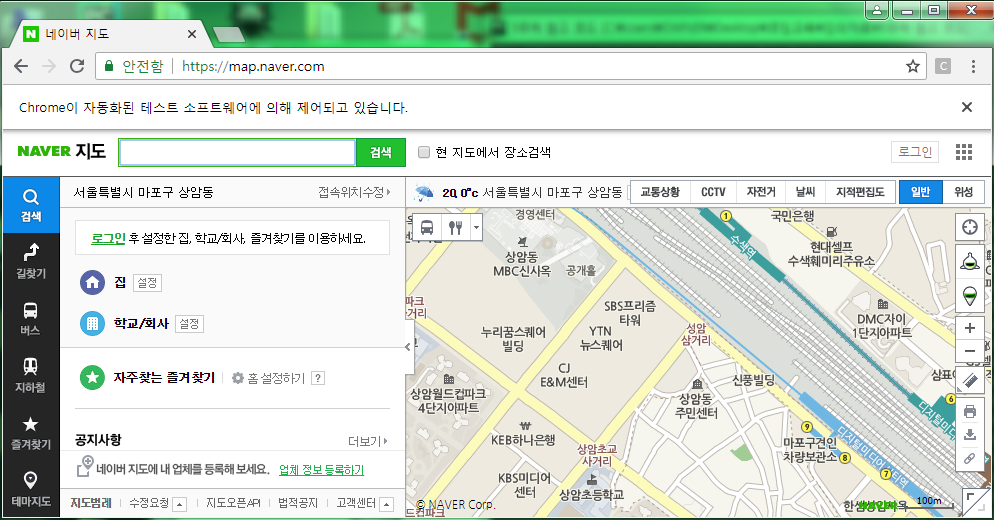 네이버 지도
안전함 https://map.naver.com
C
Chrome이 자동화된 테스트 소프트웨어에 의해 제어되고 있습니다.
NAVER 지도
검색
현 지도에서 장소검색
로그인
검색
길찾기
버스
지하철
즐겨찾기
테마지도
서울특별시 마포구 상암동 접속위치수정
로그인 후 설정한 집, 학교/회사, 즐겨찾기를 이용하세요.
집 설정
학교/회사 설정
자주찾는 즐겨찾기 홈 설정하기 ?
공지사항 더보기
네이버 지도에 내 업체를 등록해 보세요. 업체 정보 등록하기
지도범례 수정요청 지도오픈API 법적공지 고객센터
20.0°c 서울특별시 마포구 상암동
교통상황 CCTV 자전거 날씨 지적편집도 일반 위성
경영센터
상암동
MBC신사옥
공개홀
1
수색역
국민은행
현대셀프
수색훼미리주유소
SBS프리즘
타워
DMC자이
1단지아파트
누리꿈스퀘어
빌딩
YTN
뉴스퀘어
성암
삼거리
CJ
E&M센터
신풍빌딩
상암월드컵파크
4단지아파트
상암동
주민센터
6
9
마포구견인
차량보관소
디지털미디어시티역
8
7
KEB하나은행
상암초교
사거리
KBS미디어
센터
상암초등학교
© NAVER Corp.
100m